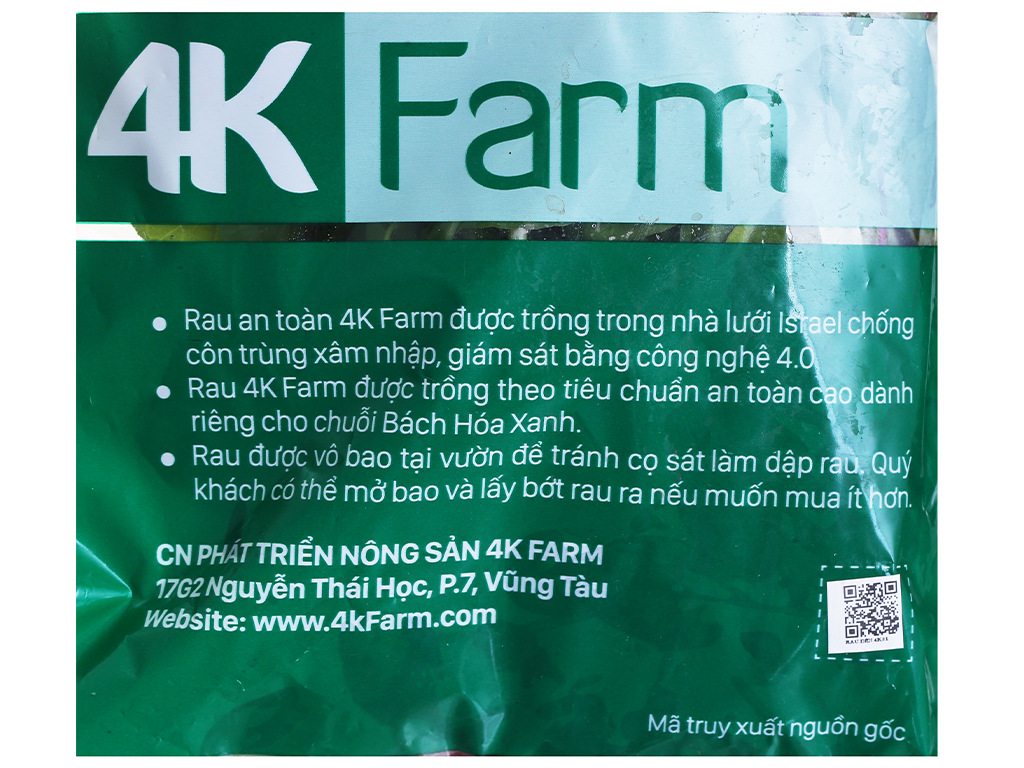 4K Farm
• Rau an toàn 4K Farm được trồng trong nhà lưới Israel chống
côn trùng xâm nhập, giám sát bằng công nghệ 4.0
• Rau 4K Farm được trồng theo tiêu chuẩn an toàn cao dành
riêng cho chuỗi Bách Hóa Xanh.
• Rau được vô bao tại vườn để tránh cọ sát làm dập rau. Quý
khách có thể mở bao và lấy bớt rau ra nếu muốn mua ít hơn.
CN PHÁT TRIỂN NÔNG SẢN 4K FARM
17G2 Nguyễn Thái Học, P.7, Vũng Tàu
Website: www.4kFarm.com
Mã truy xuất nguồn gốc